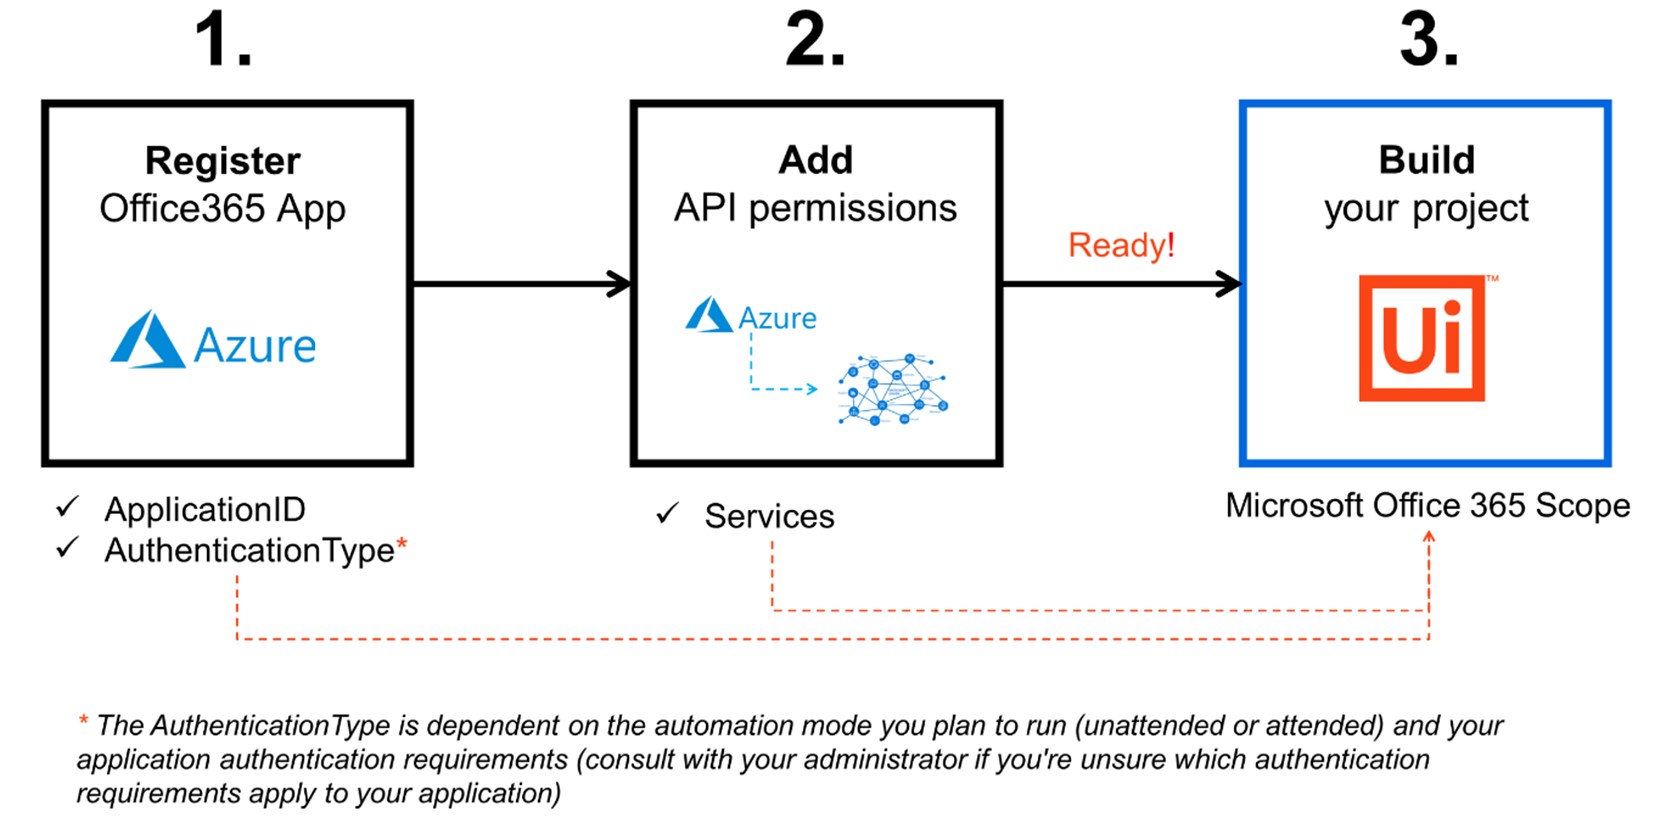 1.
2.
3.
Register
Office365 App
Azure
Add
API permissions
Azure
Ready!
Build
your project
Ui™
✓ ApplicationID
✓ AuthenticationType*
✓ Services
Microsoft Office 365 Scope
* The AuthenticationType is dependent on the automation mode you plan to run (unattended or attended) and your
application authentication requirements (consult with your administrator if you're unsure which authentication
requirements apply to your application)